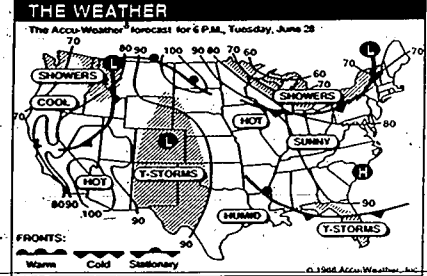 THE WEATHER
The Accu-Weather® forecast for 6 P.M., Tuesday, June 28
70
80 90 100 90 80 70 60
L
L
70
SHOWERS
60
70
SHOWERS
COOL
70
HOT
80
SUNNY
L
H
HOT
T-STORMS
80 90
100
90
HUMID
90
T-STORMS
90
FRONTS:
Warm Cold Stationary
© 1988 Accu-Weather, Inc.